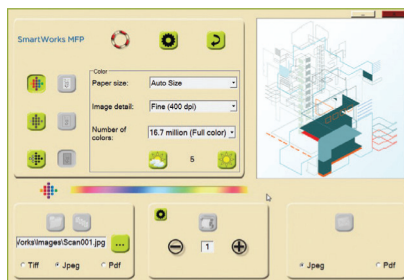 SmartWorks MFP
Color
Paper size:
Auto Size
Image detail:
Fine (400 dpi)
Number of
colors:
16.7 million (Full color)
5
\Vorks\Images\Scan001.jpg
...
1
Tiff
Jpeg
Pdf
Jpeg
Pdf